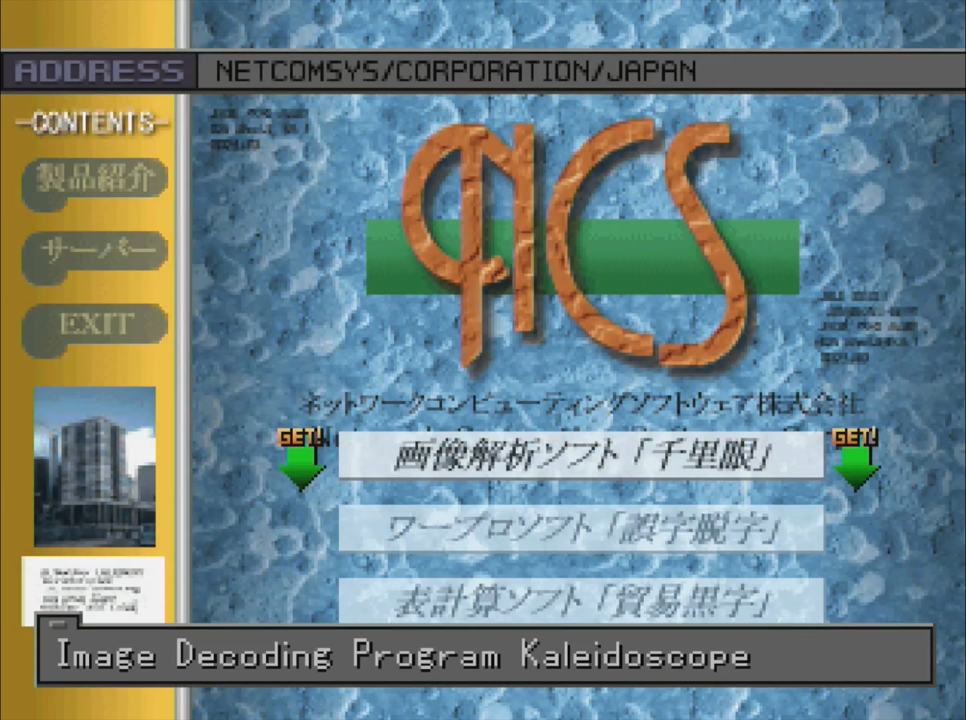 ADDRESS NETCOMSYS/CORPORATION/JAPAN
-CONTENTS-
製品紹介
サーバー
EXIT
NCS
ネットワークコンピューティングソフトウェア株式会社
GET! GET!
画像解析ソフト「千里眼」
ワープロソフト「誤字脱字」
表計算ソフト「貿易黒字」
Image Decoding Program Kaleidoscope